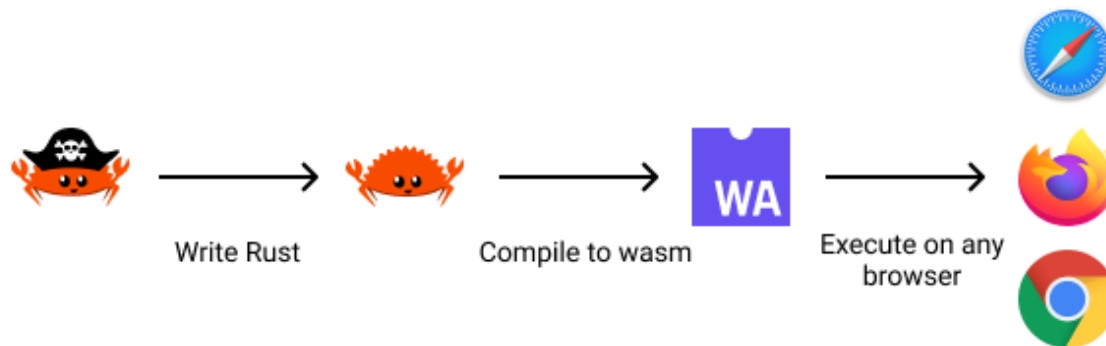 WA
Write Rust
Compile to wasm
Execute on any
browser